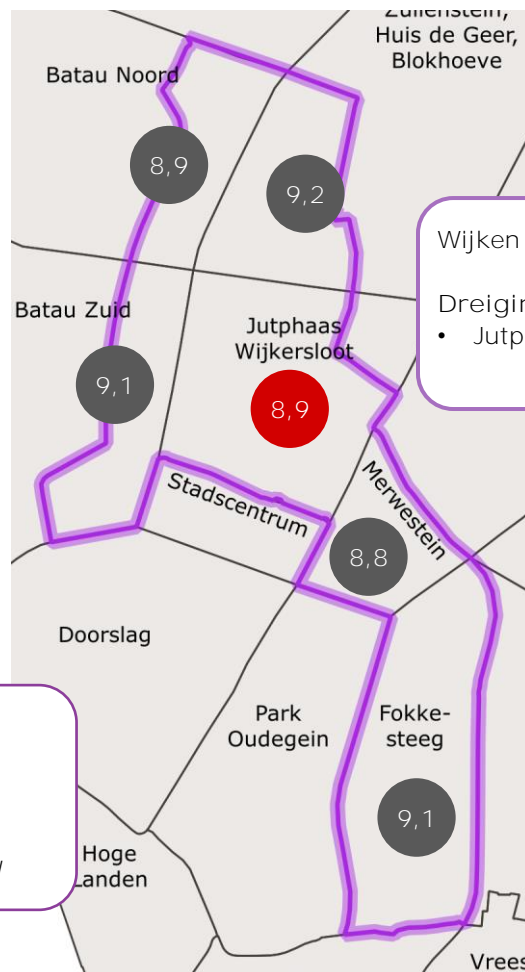 Zuilenstein,
Huis de Geer,
Blokhoeve
Batau Noord
8,9
9,2
Wijken
Batau Zuid
Jutphaas
Wijkersloot
• Jutp
9,1
8,9
Stadscentrum
Merwestein
8,8
Doorslag
Park
Oudegein
Fokke-
steeg
9,1
Hoge
Landen
Vrees